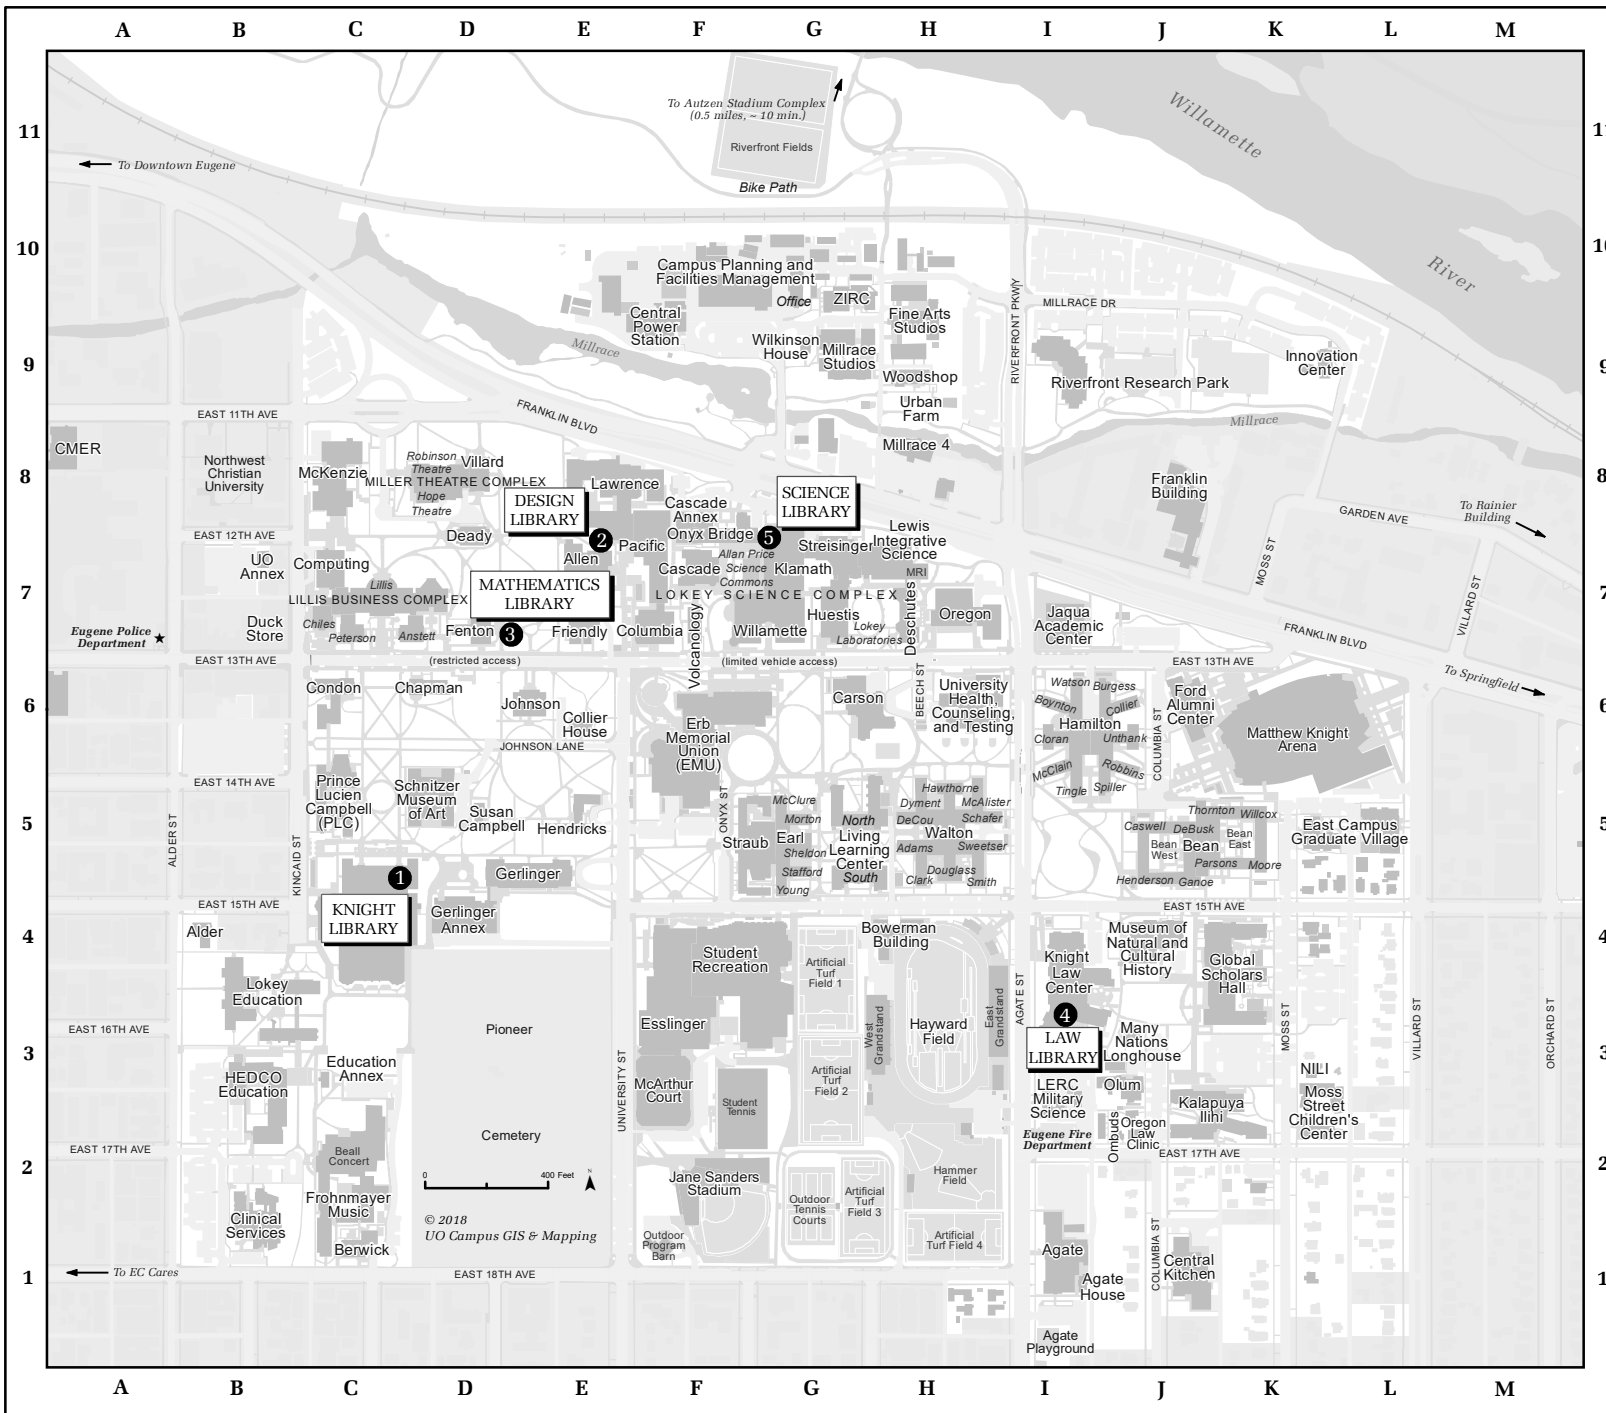 A B C D E F G H I J K L M
11
10
9
8
7
6
5
4
3
2
1
To Autzen Stadium Complex
(0.5 miles, ~ 10 min.)
Riverfront Fields
Bike Path
Willamette
River
To Downtown Eugene
Campus Planning and
Facilities Management
Office
ZIRC
Central
Power
Station
Fine Arts
Studios
RIVERFRONT PKWY
MILLRACE DR
Wilkinson
House
Millrace
Studios
Millrace
Woodshop
Urban
Farm
Millrace 4
Riverfront Research Park
Innovation
Center
Millrace
EAST 11TH AVE
FRANKLIN BLVD
CMER
Northwest
Christian
University
McKenzie
Robinson
Theatre
Villard
MILLER THEATRE COMPLEX
Hope
Theatre
Lawrence
DESIGN
LIBRARY
2
SCIENCE
LIBRARY
5
Cascade
Annex
Onyx Bridge
Franklin
Building
GARDEN AVE
To Rainier
Building
EAST 12TH AVE
UO
Annex
Computing
Deady
Allen
Pacific
Cascade
Allan Price
Science
Commons
Klamath
Streisinger
Lewis
Integrative
Science
MRI
MOSS ST
VILLARD ST
Lillis
LILLIS BUSINESS COMPLEX
MATHEMATICS
LIBRARY
3
LOKEY SCIENCE COMPLEX
Duck
Store
Chiles
Peterson
Anstett
Fenton
Friendly
Columbia
Volcanology
Willamette
Huestis
Lokey
Laboratories
Deschutes
Oregon
Jaqua
Academic
Center
FRANKLIN BLVD
Eugene Police
Department
EAST 13TH AVE
(restricted access)
(limited vehicle access)
EAST 13TH AVE
To Springfield
Condon
Chapman
Johnson
Collier
House
JOHNSON LANE
Erb
Memorial
Union
(EMU)
Carson
BEECH ST
University
Health,
Counseling,
and Testing
Watson
Burgess
Boynton
Collier
Hamilton
Cloran
Unthank
McClain
Robbins
Tingle
Spiller
COLUMBIA ST
Ford
Alumni
Center
Matthew Knight
Arena
EAST 14TH AVE
ALDER ST
KINCAID ST
Prince
Lucien
Campbell
(PLC)
Schnitzer
Museum
of Art
Susan
Campbell
Hendricks
ONYX ST
Straub
McClure
Morton
Earl
Sheldon
Stafford
Young
North
Living
Learning
Center
South
Hawthorne
Dyment
McAlister
DeCou
Schafer
Walton
Adams
Sweetser
Douglass
Clark
Smith
Thornton
Willcox
Caswell
DeBusk
Bean
West
Bean
Bean
East
Parsons
Moore
Henderson
Ganoe
East Campus
Graduate Village
1
KNIGHT
LIBRARY
Gerlinger
Gerlinger
Annex
EAST 15TH AVE
EAST 15TH AVE
Alder
Lokey
Education
Student
Recreation
Esslinger
Artificial
Turf
Field 1
Bowerman
Building
West
Grandstand
Hayward
Field
East
Grandstand
AGATE ST
Knight
Law
Center
4
LAW
LIBRARY
Museum of
Natural and
Cultural
History
Global
Scholars
Hall
Many
Nations
Longhouse
MOSS ST
VILLARD ST
ORCHARD ST
EAST 16TH AVE
Pioneer
Cemetery
UNIVERSITY ST
HEDCO
Education
Education
Annex
McArthur
Court
Student
Tennis
Artificial
Turf
Field 2
LERC
Military
Science
Olum
Ombuds
Oregon
Law
Clinic
Kalapuya
Ilihi
NILI
Moss
Street
Children's
Center
Eugene Fire
Department
EAST 17TH AVE
EAST 17TH AVE
Beall
Concert
Frohnmayer
Music
Berwick
Clinical
Services
0
400 Feet
N
© 2018
UO Campus GIS & Mapping
Jane Sanders
Stadium
Outdoor
Program
Barn
Outdoor
Tennis
Courts
Artificial
Turf
Field 3
Hammer
Field
Artificial
Turf Field 4
Agate
Agate
House
Agate
Playground
COLUMBIA ST
Central
Kitchen
To EC Cares
EAST 18TH AVE
A B C D E F G H I J K L M